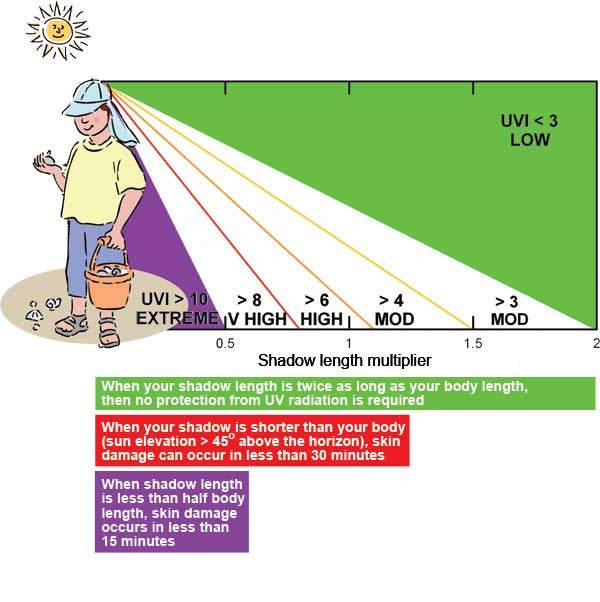 UVI < 3
LOW
UVI > 10
EXTREME
> 8
V HIGH
> 6
HIGH
> 4
MOD
> 3
MOD
0.5 1 1.5 2
Shadow length multiplier
When your shadow length is twice as long as your body length,
then no protection from UV radiation is required
When your shadow is shorter than your body
(sun elevation > 45° above the horizon), skin
damage can occur in less than 30 minutes
When shadow length
is less than half body
length, skin damage
occurs in less than
15 minutes